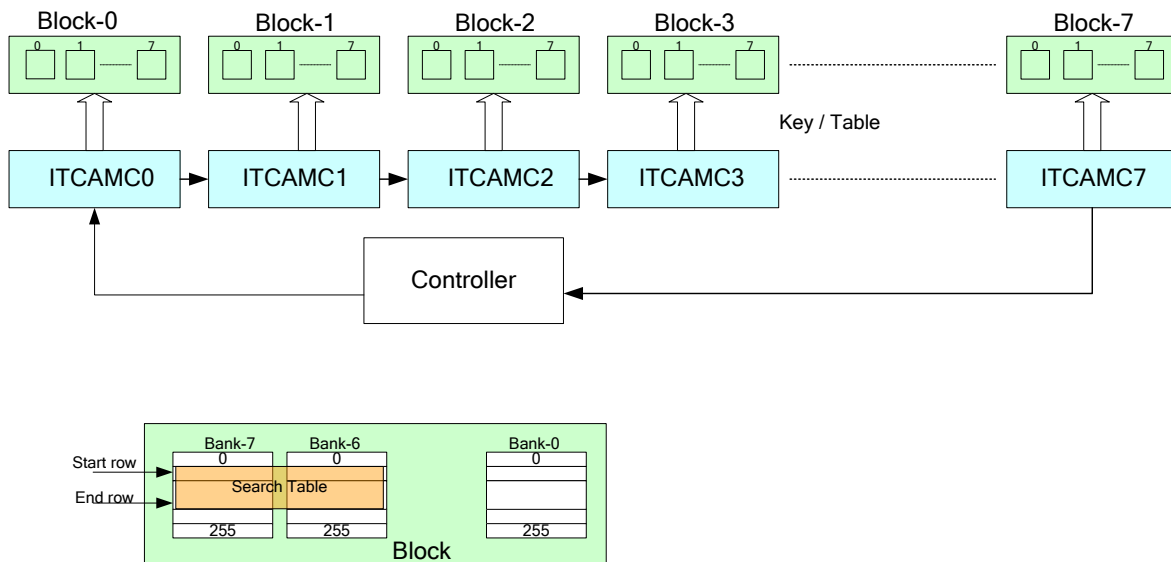 Block-0 Block-1 Block-2 Block-3 Block-7
0 1 7 0 1 7 0 1 7 0 1 7 0 1 7
Key / Table
ITCAMC0 ITCAMC1 ITCAMC2 ITCAMC3 ITCAMC7
Controller
Bank-7 Bank-6 Bank-0
0 0 0
Start row
Search Table
End row
255 255 255
Block